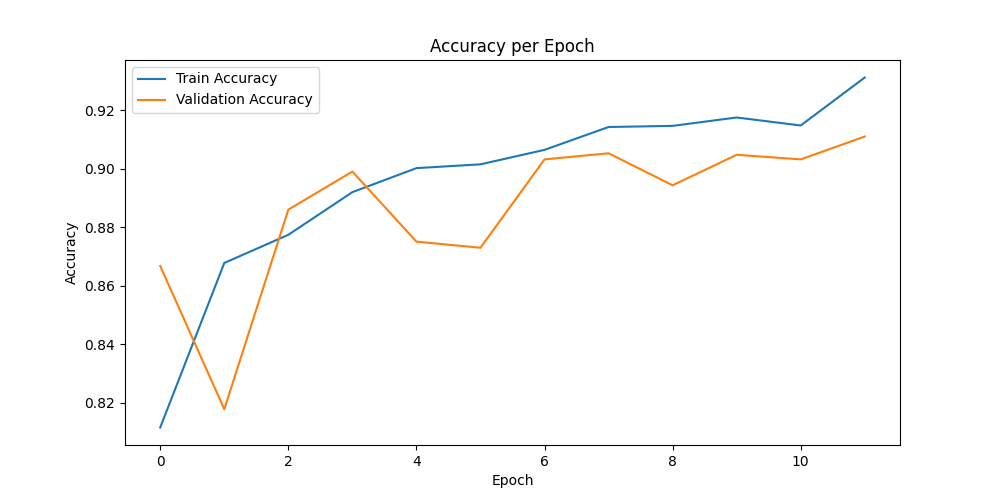 Accuracy per Epoch
Train Accuracy
Validation Accuracy
0.92
0.90
0.88
0.86
0.84
0.82
Accuracy
0 2 4 6 8 10
Epoch